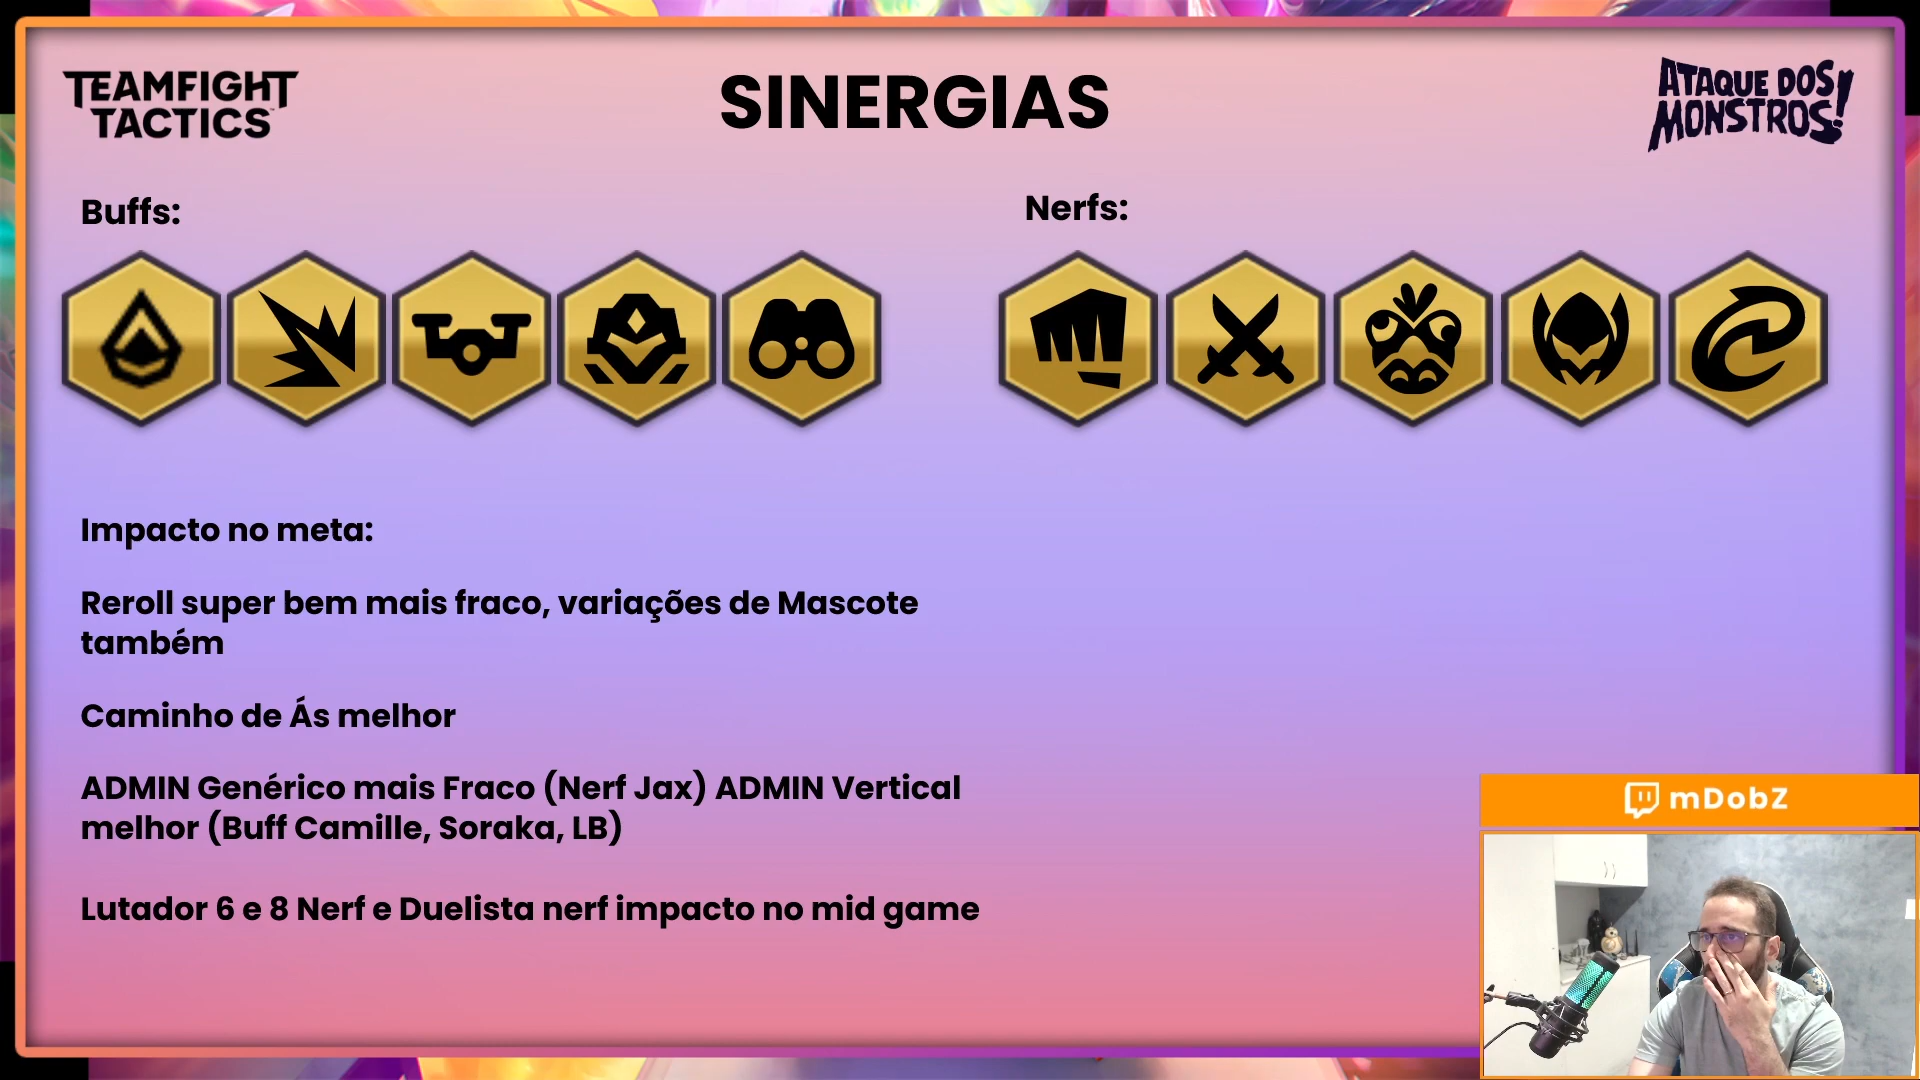 TEAMFIGHT
TACTICS
SINERGIAS
ATAQUE DOS
MONSTROS!
Buffs:
Nerfs:
Impacto no meta:
Reroll super bem mais fraco, variações de Mascote
também
Caminho de Ás melhor
ADMIN Genérico mais Fraco (Nerf Jax) ADMIN Vertical
melhor (Buff Camille, Soraka, LB)
Lutador 6 e 8 Nerf e Duelista nerf impacto no mid game
mDobZ